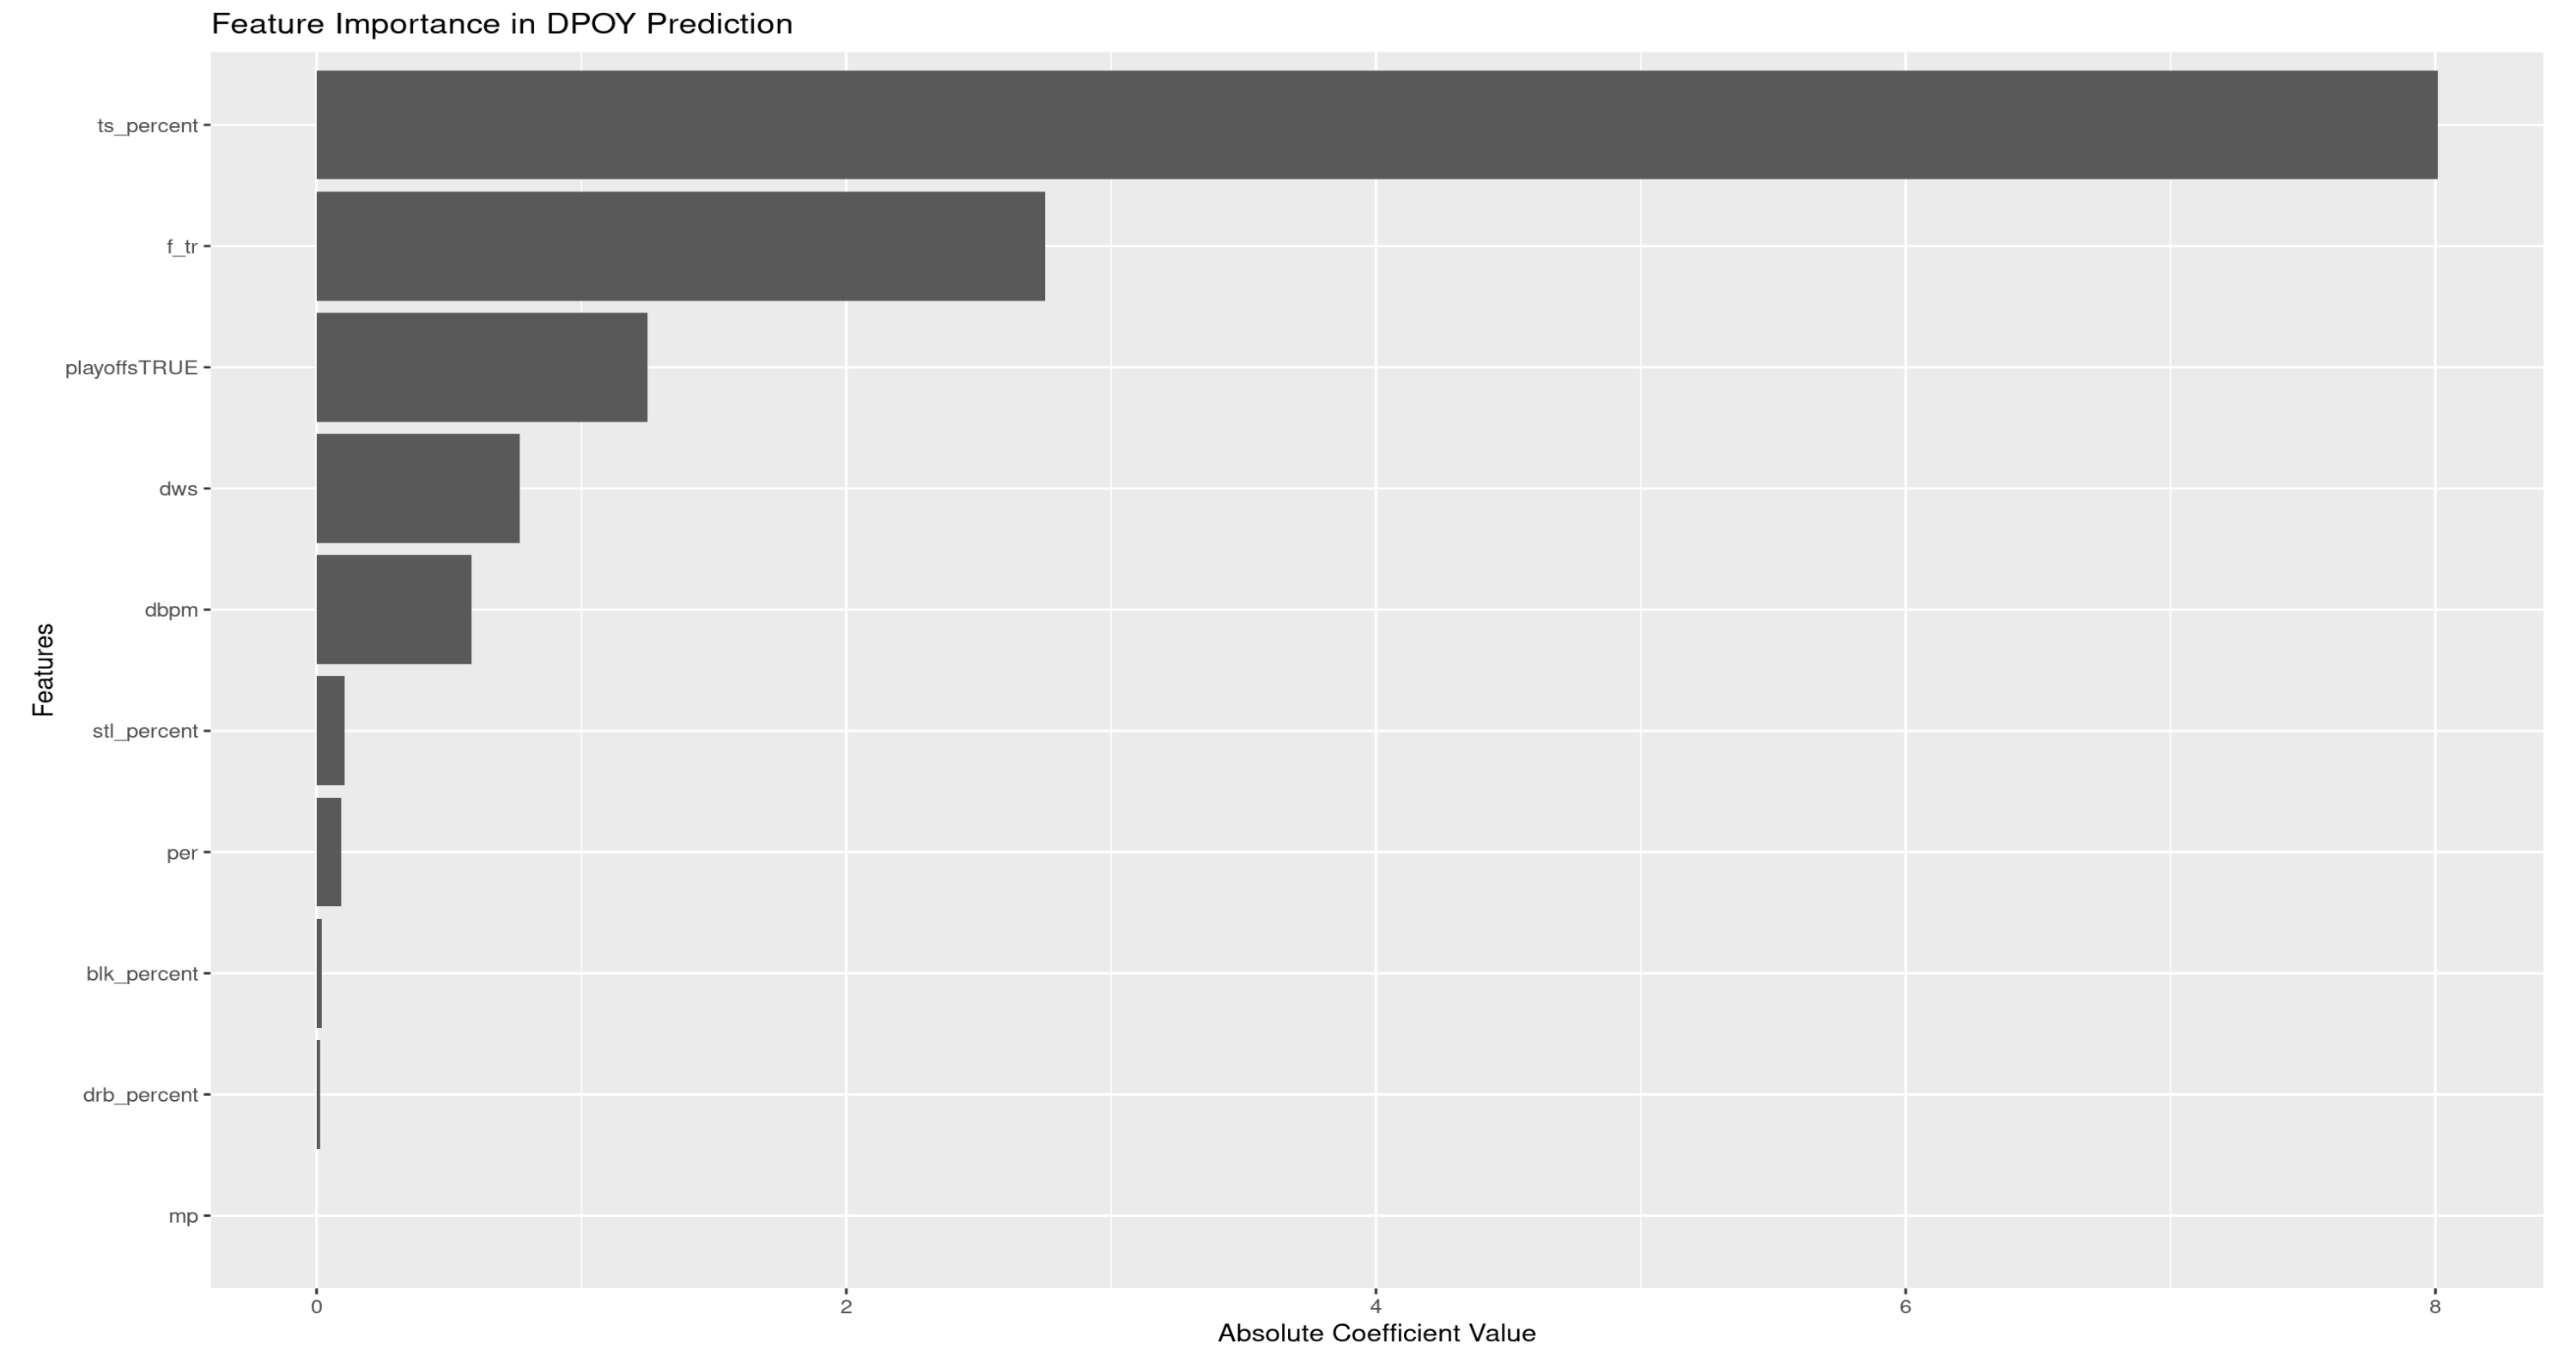 Feature Importance in DPOY Prediction
ts_percent
f_tr
playoffsTRUE
dws
dbpm
stl_percent
per
blk_percent
drb_percent
mp
Features
0 2 4 6 8
Absolute Coefficient Value